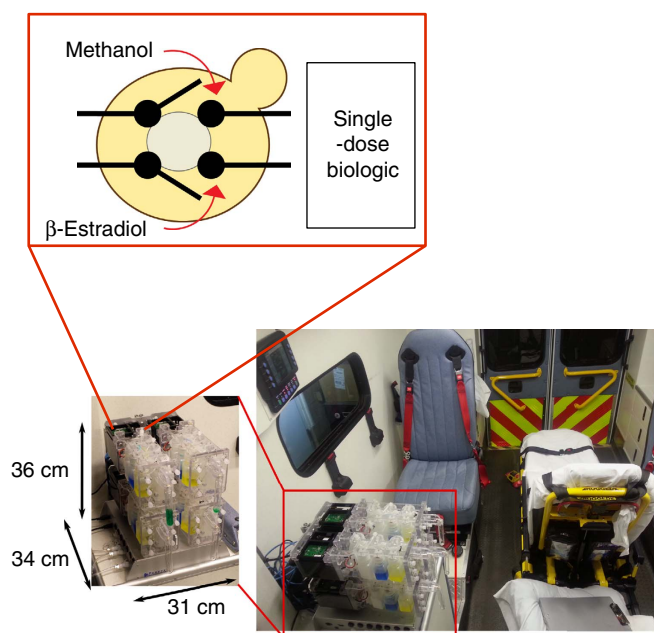 Methanol
Single
-dose
biologic
β-Estradiol
36 cm
34 cm
31 cm